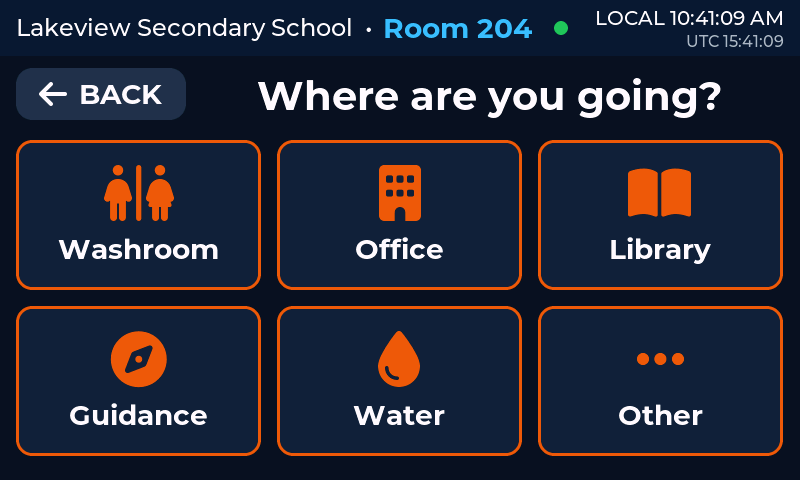 Lakeview Secondary School • Room 204
LOCAL 10:41:09 AM
UTC 15:41:09
BACK
Where are you going?
Washroom
Office
Library
Guidance
Water
Other